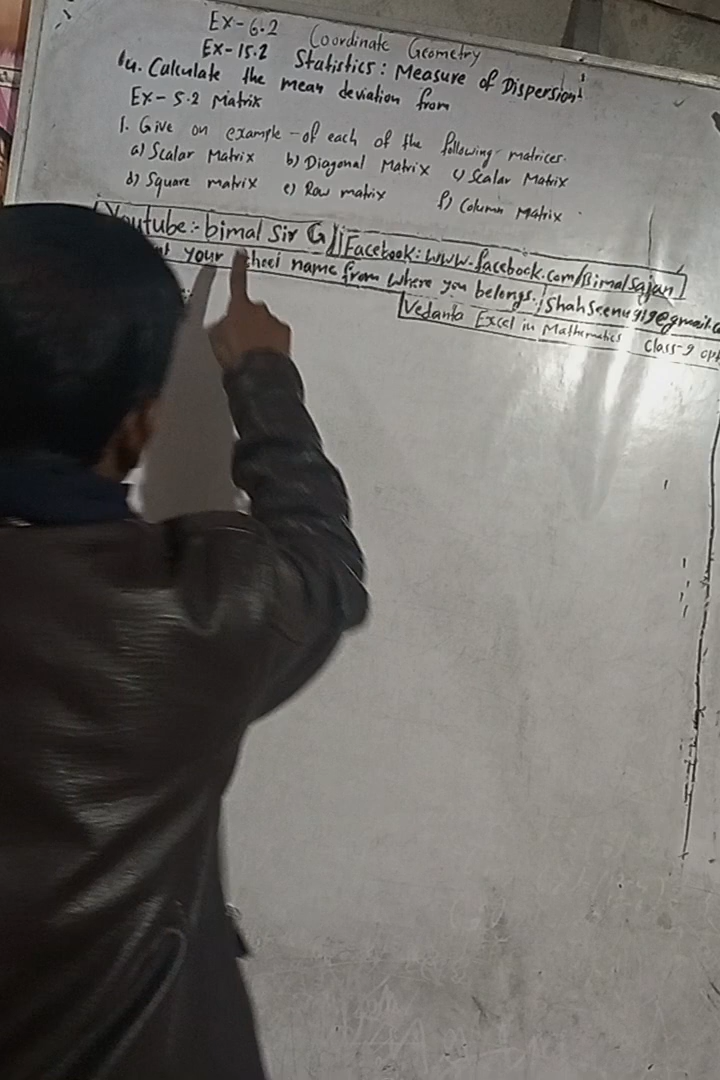 Ex-6.2 Coordinate Geometry
Ex-15.2 Statistics: Measure of Dispersion
4. Calculate the mean deviation from
Ex-5.2 Matrix
1. Give an example of each of the following matrices.
a) Scalar Matrix b) Diagonal Matrix c) Scalar Matrix
d) Square matrix e) Row matrix f) Column Matrix
Youtube:- bimal Sir G Facebook: www.facebook.com/Bimalsajan
your school name from where you belongs.
Vedanta Excel in Mathematics Class-9